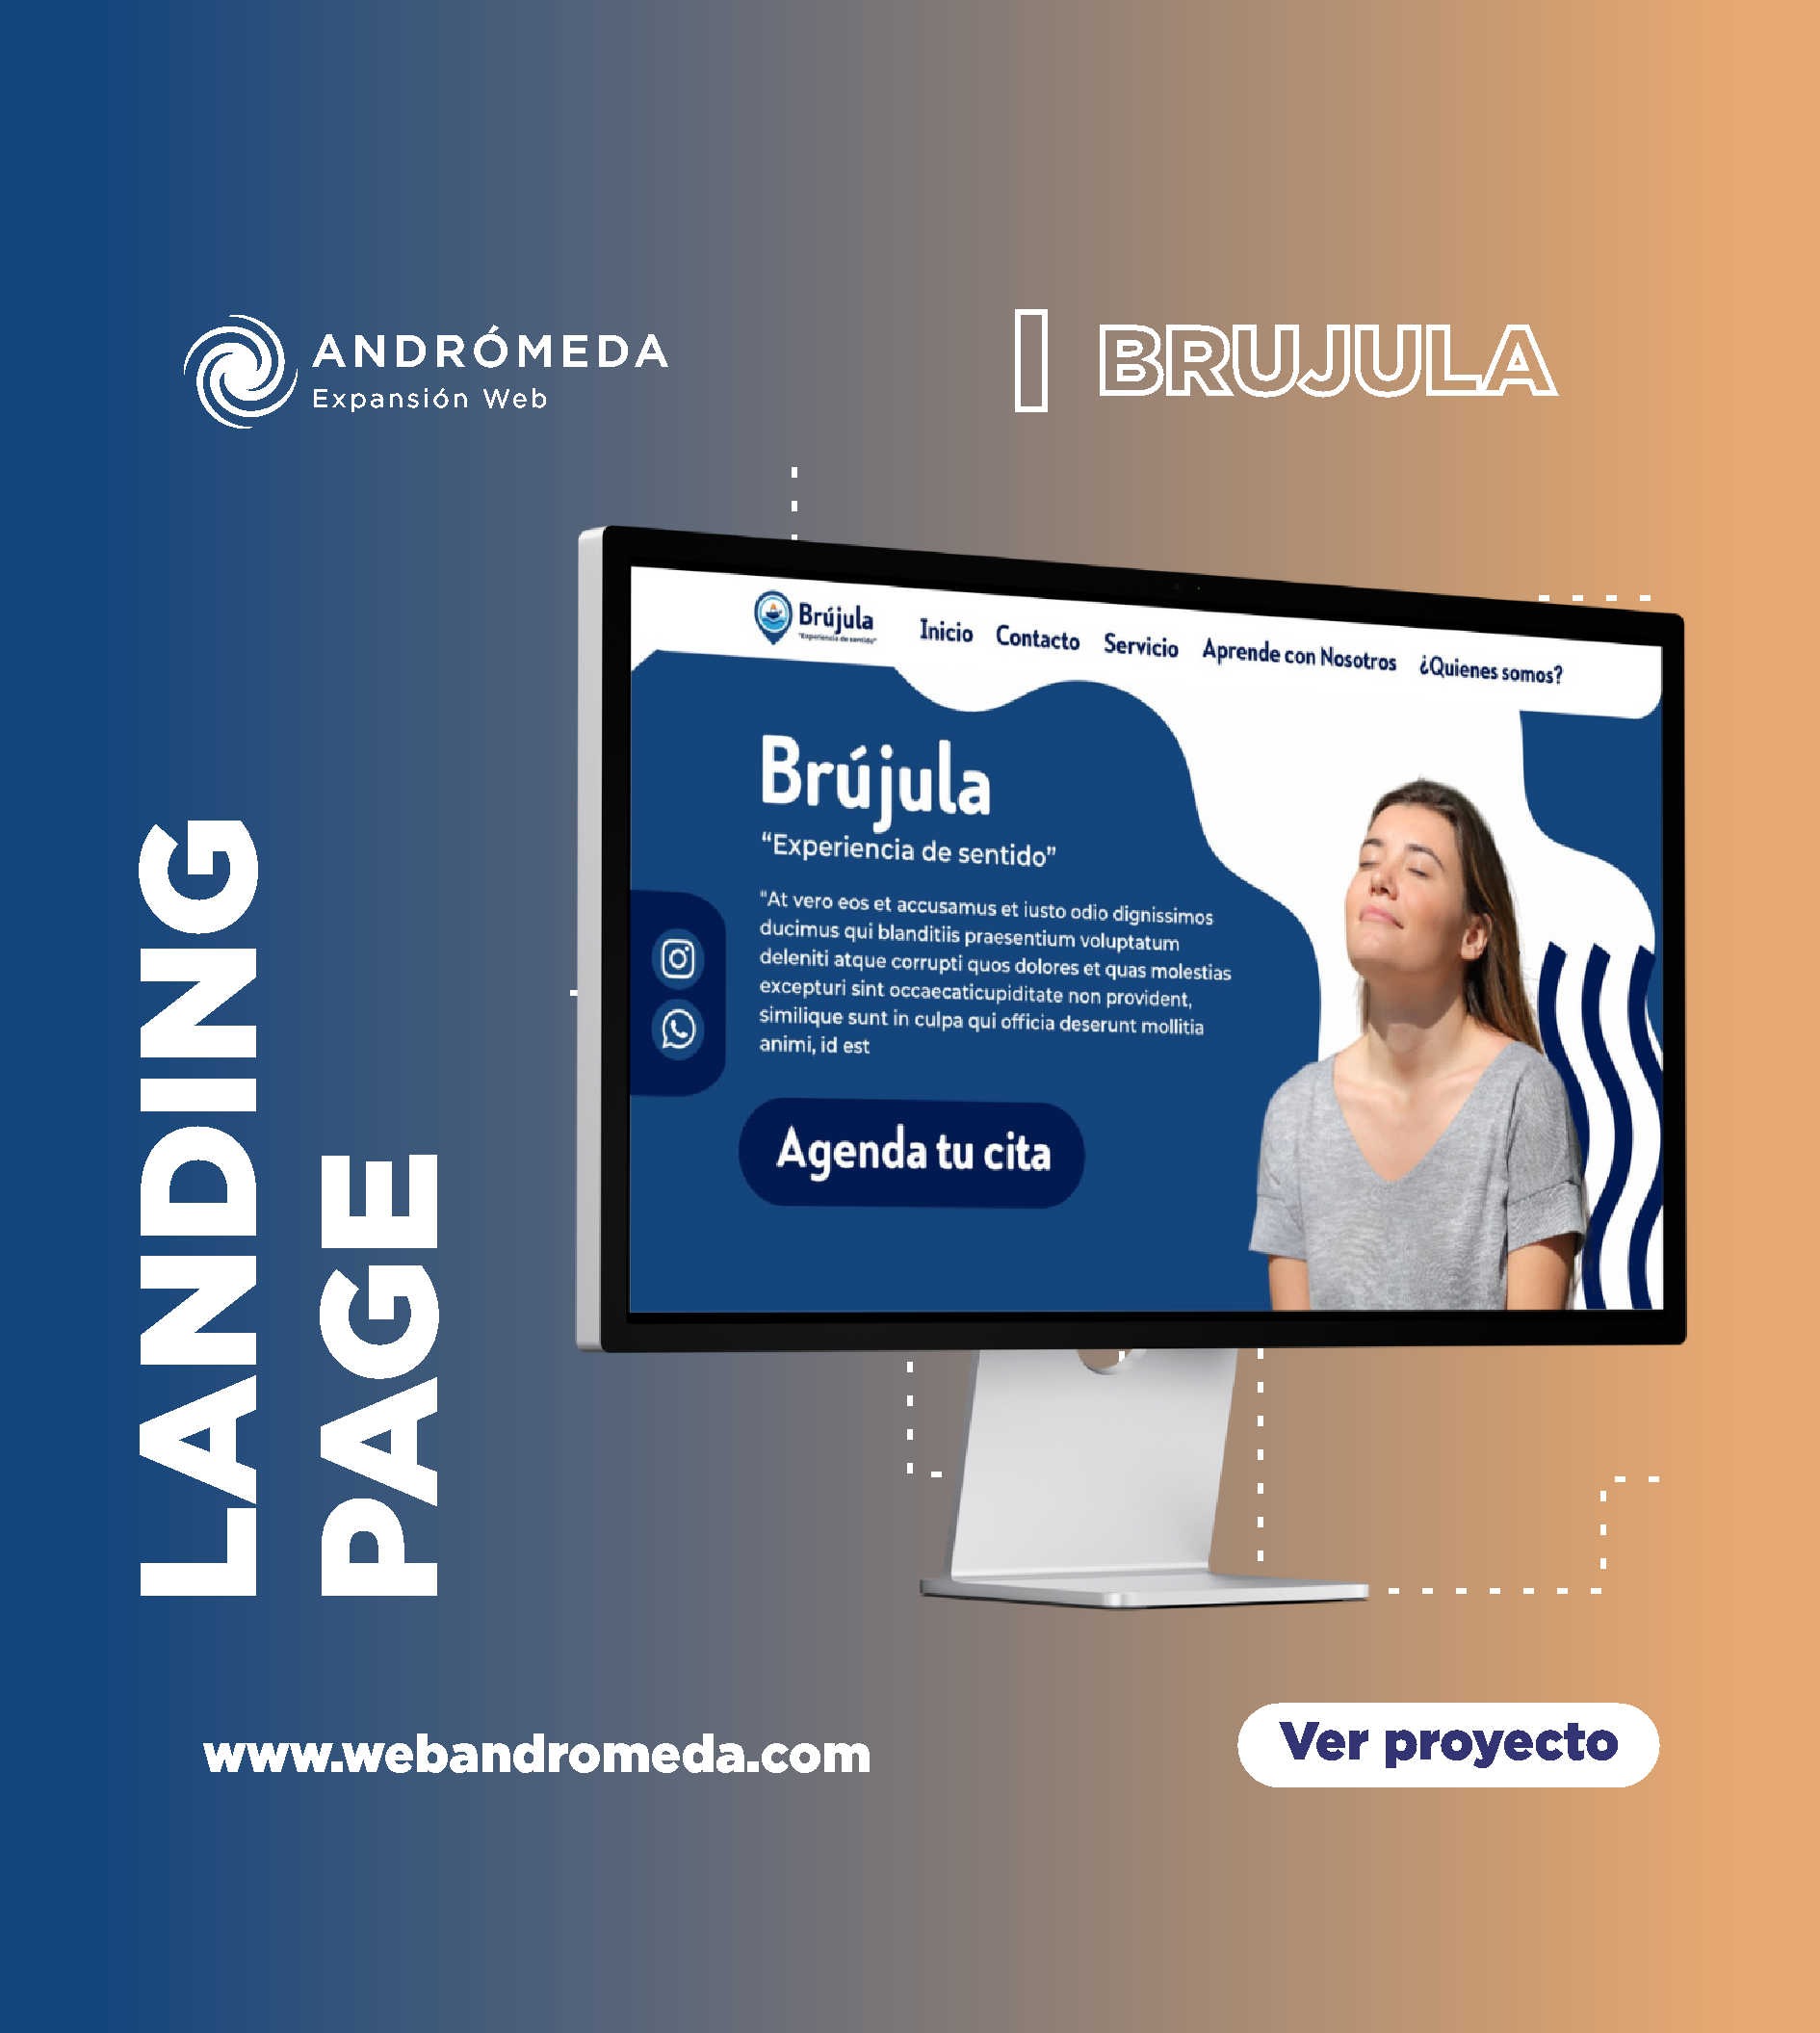 ANDRÓMEDA
Expansión Web
BRUJULA
LANDING
PAGE
Brújula
"Experiencia de sentido"
Inicio Contacto Servicio Aprende con Nosotros ¿Quienes somos?
Brújula
“Experiencia de sentido”
"At vero eos et accusamus et iusto odio dignissimos
ducimus qui blanditiis praesentium voluptatum
deleniti atque corrupti quos dolores et quas molestias
excepturi sint occaecaticupiditate non provident,
similique sunt in culpa qui officia deserunt mollitia
animi, id est
Agenda tu cita
www.webandromeda.com
Ver proyecto